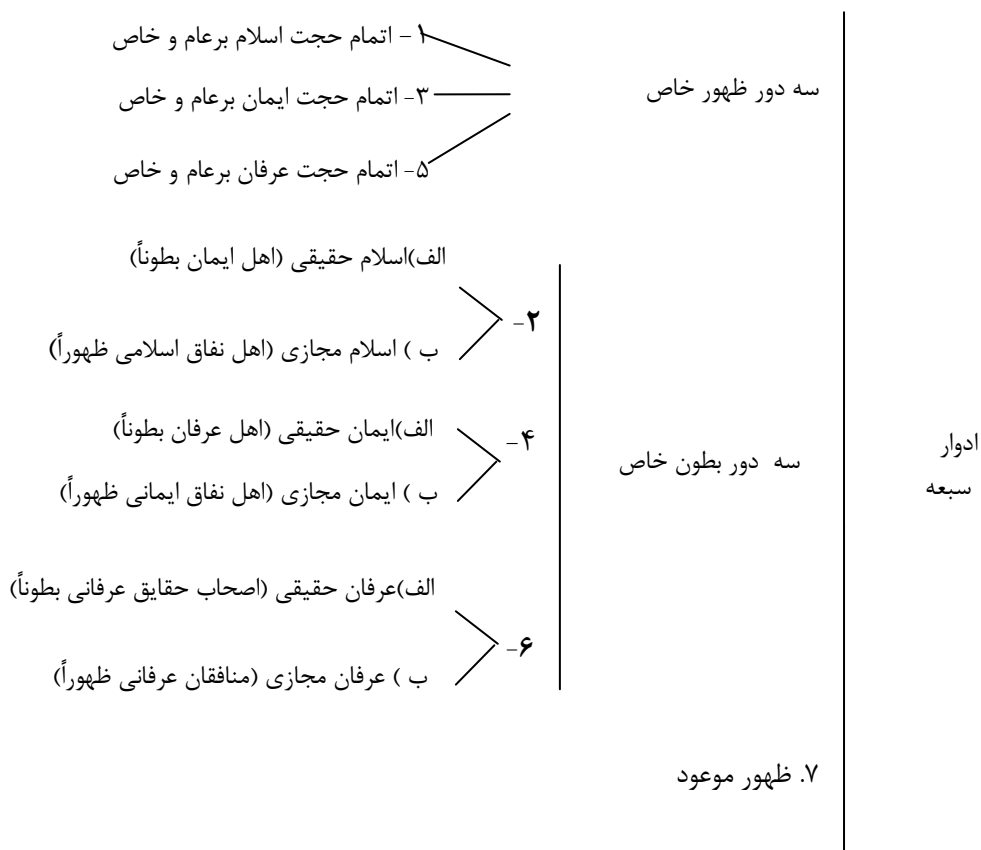 ادوار
سبعه
سه دور ظهور خاص
۱- اتمام حجت اسلام برعام و خاص
۳- اتمام حجت ایمان برعام و خاص
۵- اتمام حجت عرفان برعام و خاص
سه دور بطون خاص
۲-
الف)اسلام حقیقی (اهل ایمان بطوناً)
ب ) اسلام مجازی (اهل نفاق اسلامی ظهوراً)
۴-
الف)ایمان حقیقی (اهل عرفان بطوناً)
ب ) ایمان مجازی (اهل نفاق ایمانی ظهوراً)
۶-
الف)عرفان حقیقی (اصحاب حقایق عرفانی بطوناً)
ب ) عرفان مجازی (منافقان عرفانی ظهوراً)
۷. ظهور موعود